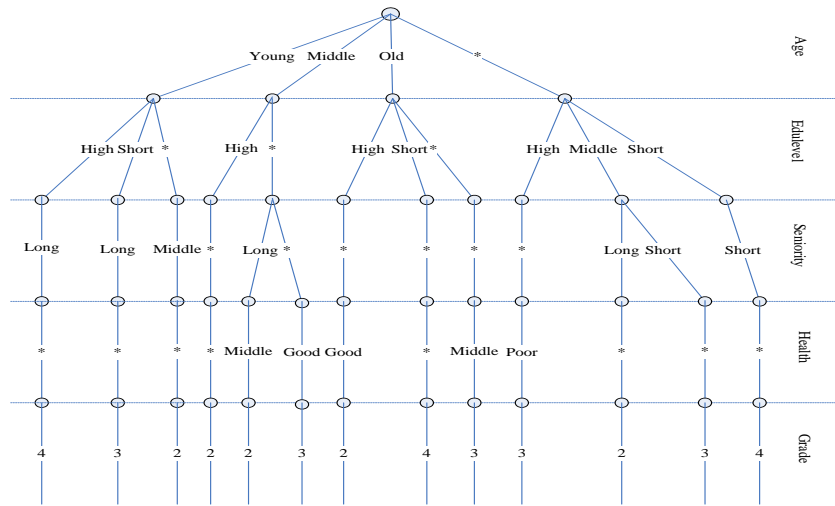 Age
Young Middle Old *
Edulevel
High Short * High * High Short * High Middle Short
Seniority
Long Long Middle * Long * * * * * Long Short Short
Health
* * * * Middle Good Good * Middle Poor * * *
Grade
4 3 2 2 2 3 2 4 3 3 2 3 4